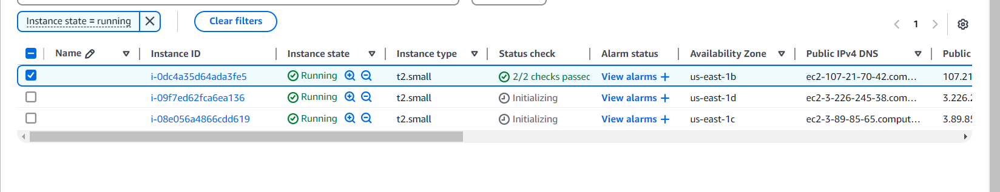 Instance state = running
Clear filters
1
Name Instance ID Instance state Instance type Status check Alarm status Availability Zone Public IPv4 DNS Public
i-0dc4a35d64ada3fe5 Running t2.small 2/2 checks passec View alarms + us-east-1b ec2-107-21-70-42.com... 107.21
i-09f7ed62fca6ea136 Running t2.small Initializing View alarms + us-east-1d ec2-3-226-245-38.com... 3.226.2
i-08e056a4866cdd619 Running t2.small Initializing View alarms + us-east-1c ec2-3-89-85-65.comput... 3.89.85